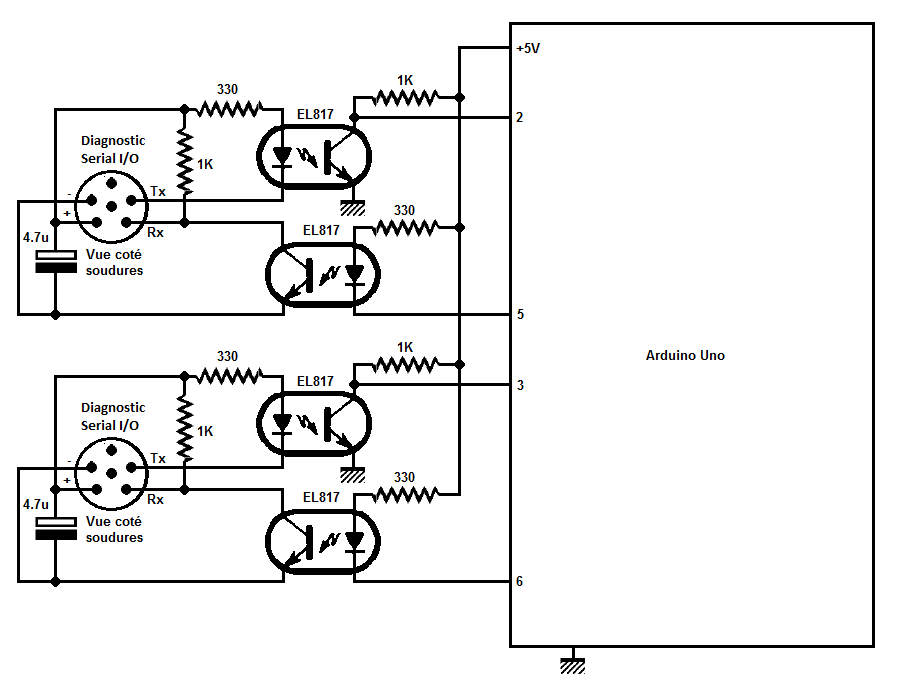 +5V
1K
330
EL817
2
Diagnostic
Serial I/O
1K
-
Tx
+
Rx
330
EL817
4.7u
Vue coté
soudures
5
1K
Arduino Uno
330
EL817
3
Diagnostic
Serial I/O
1K
-
Tx
+
Rx
330
EL817
4.7u
Vue coté
soudures
6